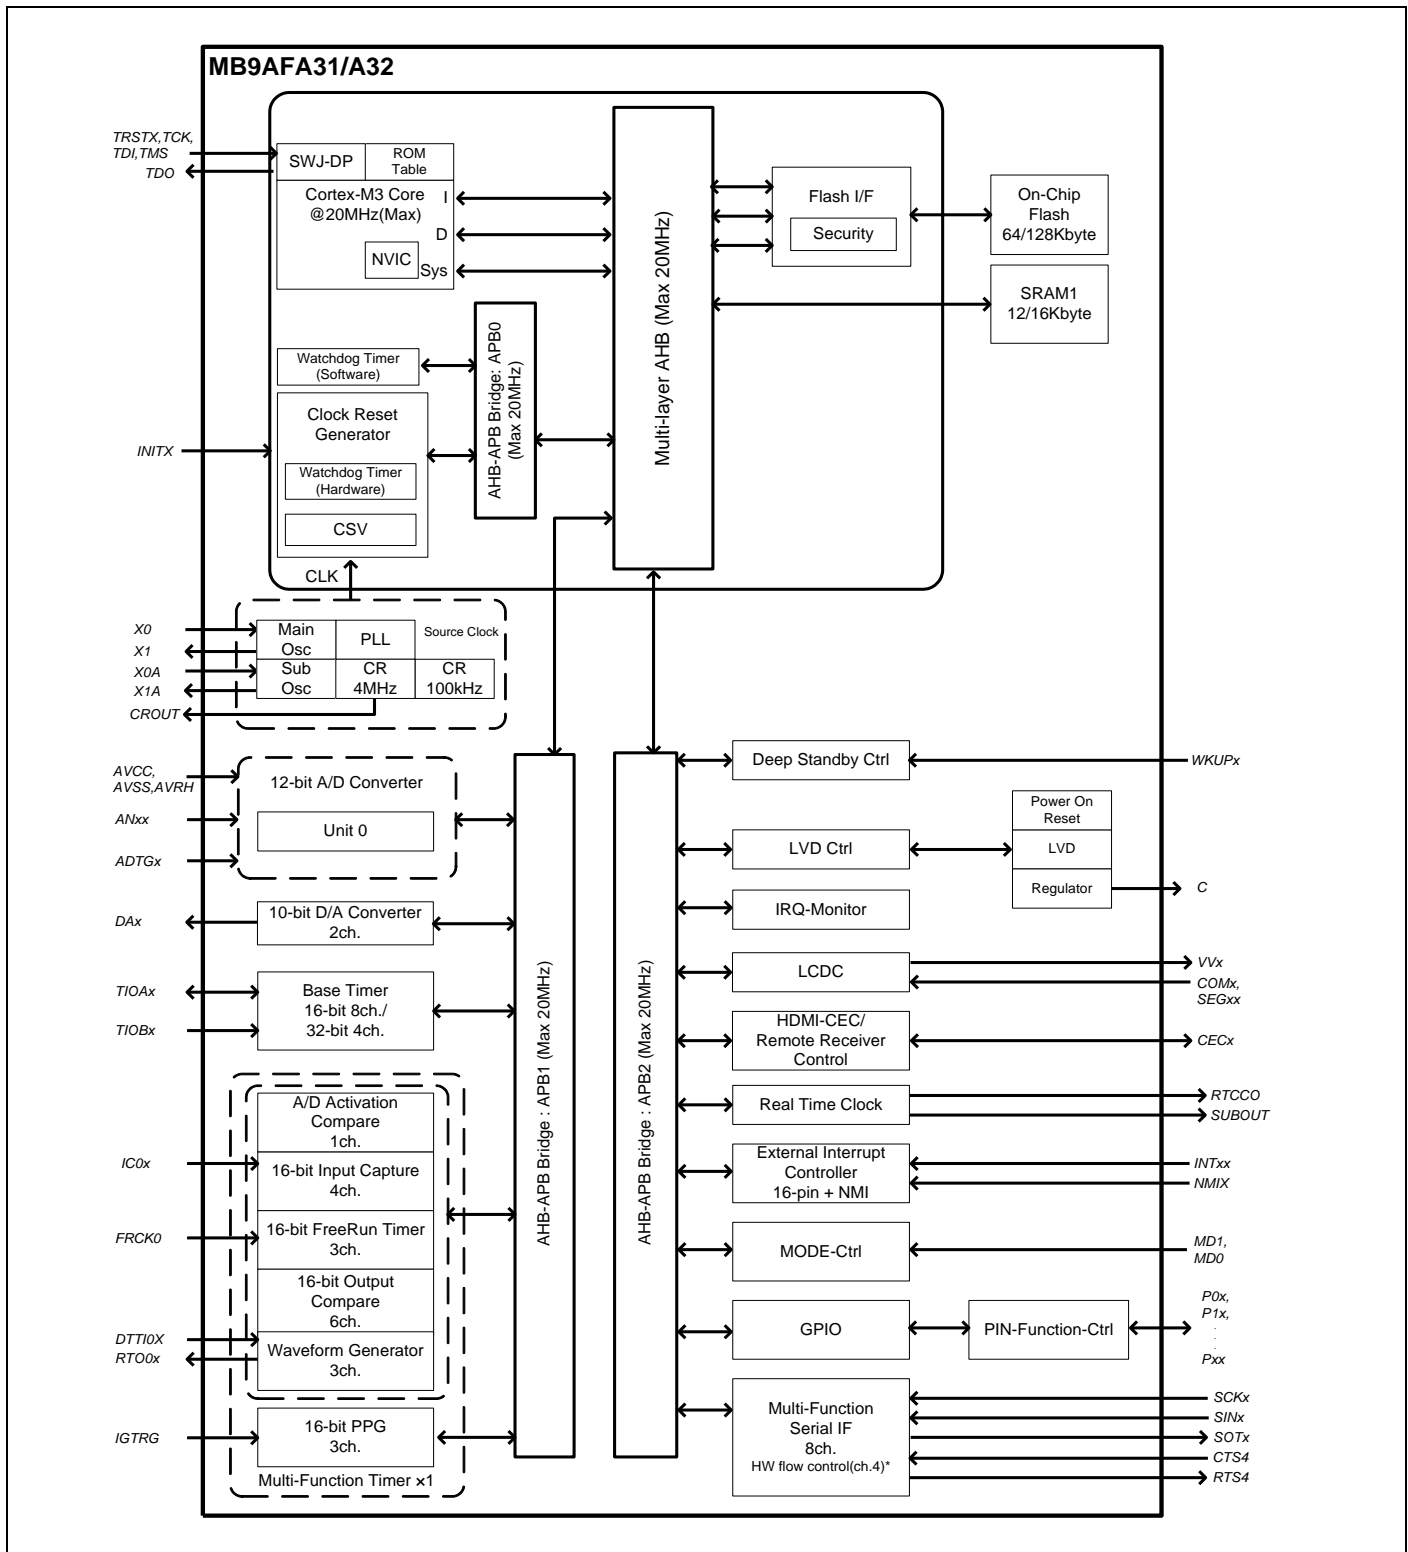 MB9AFA31/A32
TRSTX,TCK,
TDI,TMS
TDO
SWJ-DP
ROM
Table
Cortex-M3 Core
@20MHz(Max)
I
D
Sys
NVIC
Multi-layer AHB (Max 20MHz)
Flash I/F
Security
On-Chip
Flash
64/128Kbyte
SRAM1
12/16Kbyte
AHB-APB Bridge: APB0
(Max 20MHz)
Watchdog Timer
(Software)
Clock Reset
Generator
Watchdog Timer
(Hardware)
CSV
INITX
CLK
X0
X1
X0A
X1A
CROUT
Main
Osc
PLL
Source Clock
Sub
Osc
CR
4MHz
CR
100kHz
AVCC,
AVSS,AVRH
ANxx
ADTGx
12-bit A/D Converter
Unit 0
DAx
10-bit D/A Converter
2ch.
TIOAx
TIOBx
Base Timer
16-bit 8ch./
32-bit 4ch.
A/D Activation
Compare
1ch.
IC0x
16-bit Input Capture
4ch.
FRCK0
16-bit FreeRun Timer
3ch.
16-bit Output
Compare
6ch.
DTTI0X
RTO0x
Waveform Generator
3ch.
IGTRG
16-bit PPG
3ch.
Multi-Function Timer ×1
AHB-APB Bridge : APB1 (Max 20MHz)
AHB-APB Bridge : APB2 (Max 20MHz)
Deep Standby Ctrl
WKUPx
LVD Ctrl
Power On
Reset
LVD
Regulator
C
IRQ-Monitor
LCDC
VVx
COMx,
SEGxx
HDMI-CEC/
Remote Receiver
Control
CECx
Real Time Clock
RTCCO
SUBOUT
External Interrupt
Controller
16-pin + NMI
INTxx
NMIX
MODE-Ctrl
MD1,
MD0
GPIO
PIN-Function-Ctrl
P0x,
P1x,
.
.
Pxx
Multi-Function
Serial IF
8ch.
HW flow control(ch.4)*
SCKx
SINx
SOTx
CTS4
RTS4